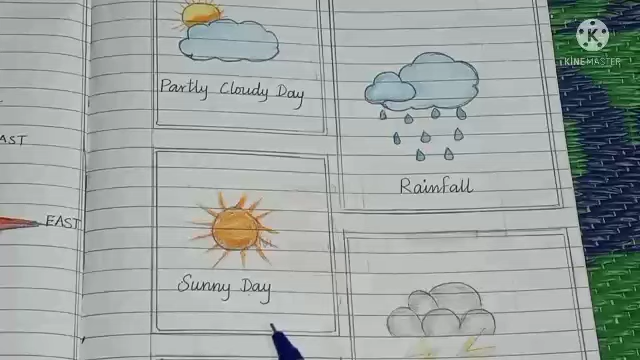 Partly Cloudy Day
Rainfall
AST
EAST
Sunny Day
KINEMASTER